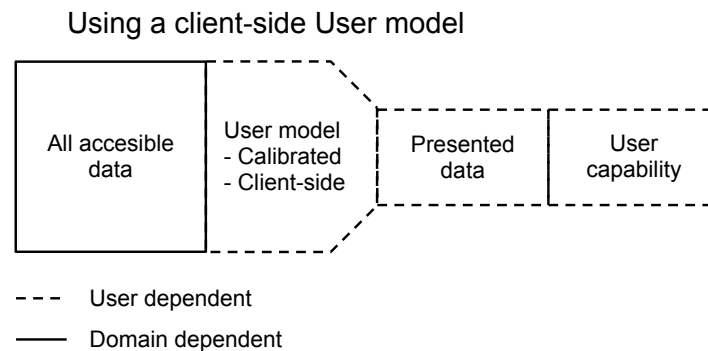 Using a client-side User model
All accesible
data
User model
- Calibrated
- Client-side
Presented
data
User
capability
User dependent
Domain dependent